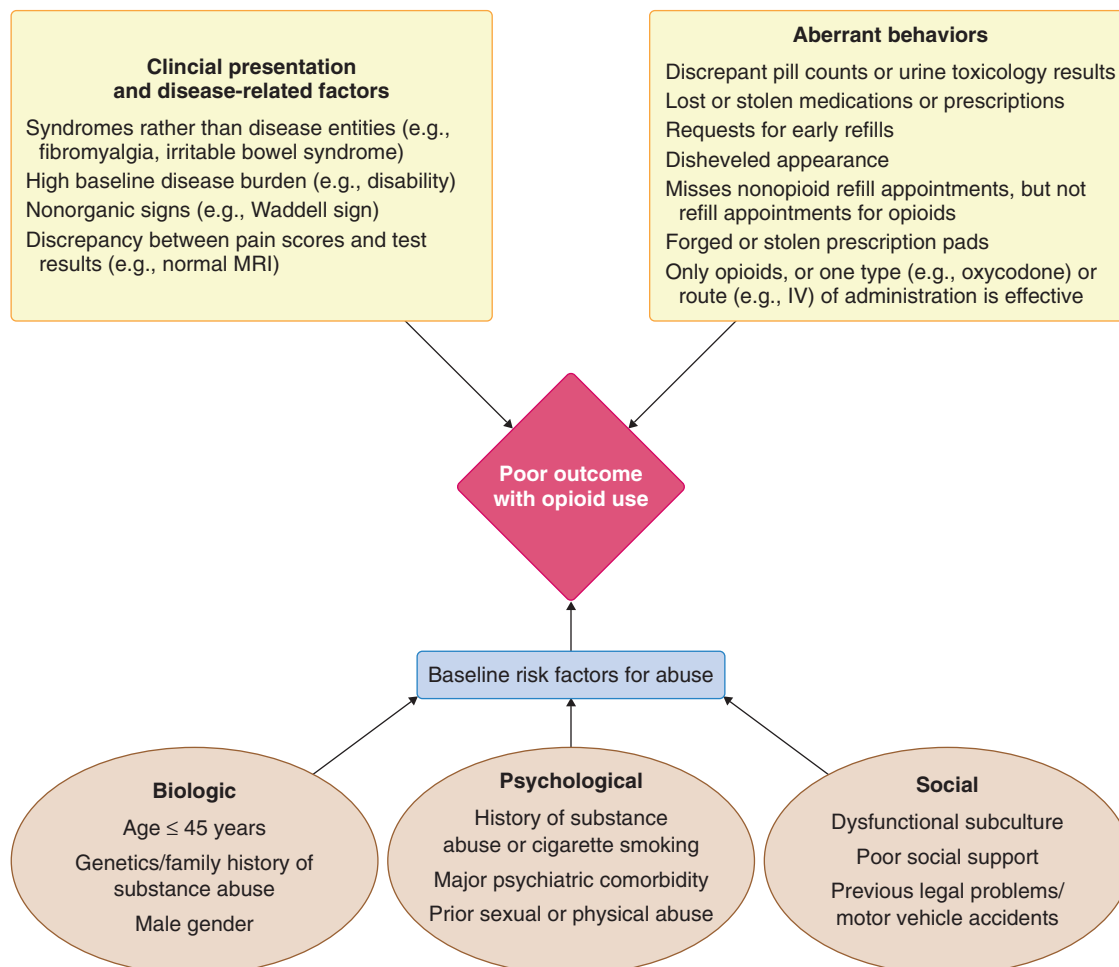 Clincial presentation
and disease-related factors
Syndromes rather than disease entities (e.g.,
fibromyalgia, irritable bowel syndrome)
High baseline disease burden (e.g., disability)
Nonorganic signs (e.g., Waddell sign)
Discrepancy between pain scores and test
results (e.g., normal MRI)
Aberrant behaviors
Discrepant pill counts or urine toxicology results
Lost or stolen medications or prescriptions
Requests for early refills
Disheveled appearance
Misses nonopioid refill appointments, but not
refill appointments for opioids
Forged or stolen prescription pads
Only opioids, or one type (e.g., oxycodone) or
route (e.g., IV) of administration is effective
Poor outcome
with opioid use
Baseline risk factors for abuse
Biologic
Age ≤ 45 years
Genetics/family history of
substance abuse
Male gender
Psychological
History of substance
abuse or cigarette smoking
Major psychiatric comorbidity
Prior sexual or physical abuse
Social
Dysfunctional subculture
Poor social support
Previous legal problems/
motor vehicle accidents